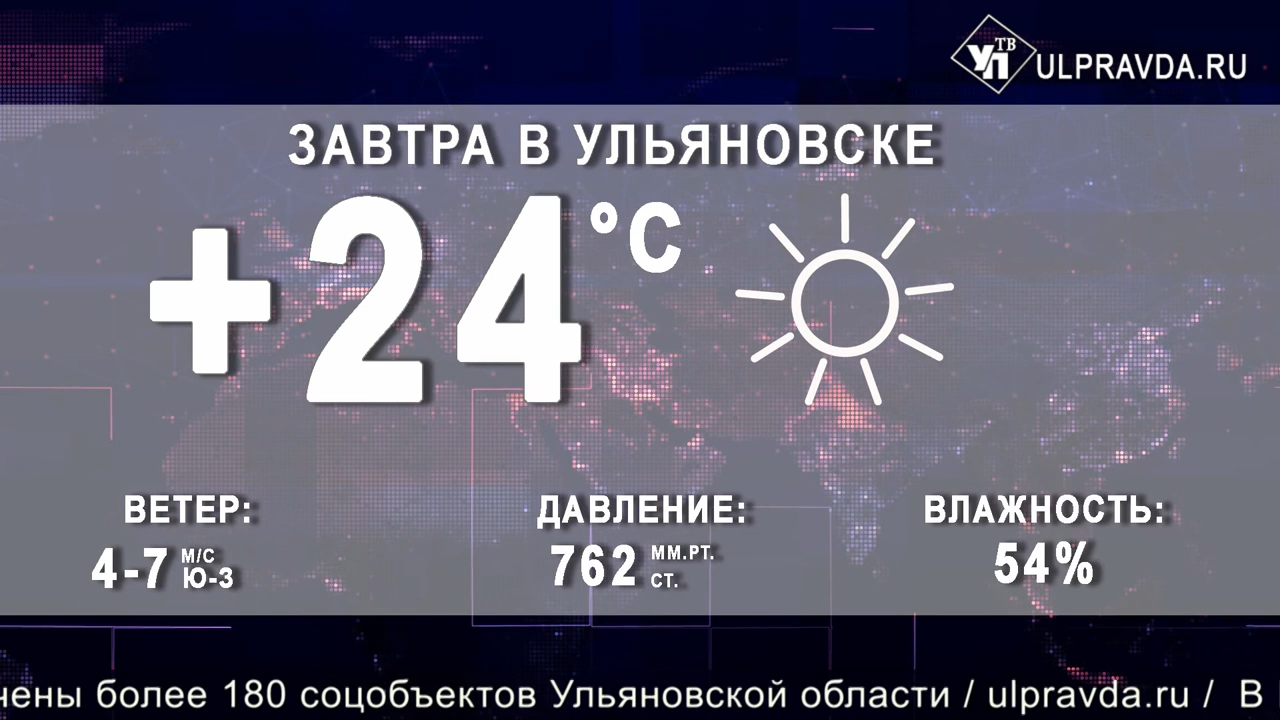 УП ТВ ULPRAVDA.RU
ЗАВТРА В УЛЬЯНОВСКЕ
+24 °C
ВЕТЕР:
4-7 М/С Ю-З
ДАВЛЕНИЕ:
762 ММ.РТ. СТ.
ВЛАЖНОСТЬ:
54%
чены более 180 соцобъектов Ульяновской области / ulpravda.ru / В